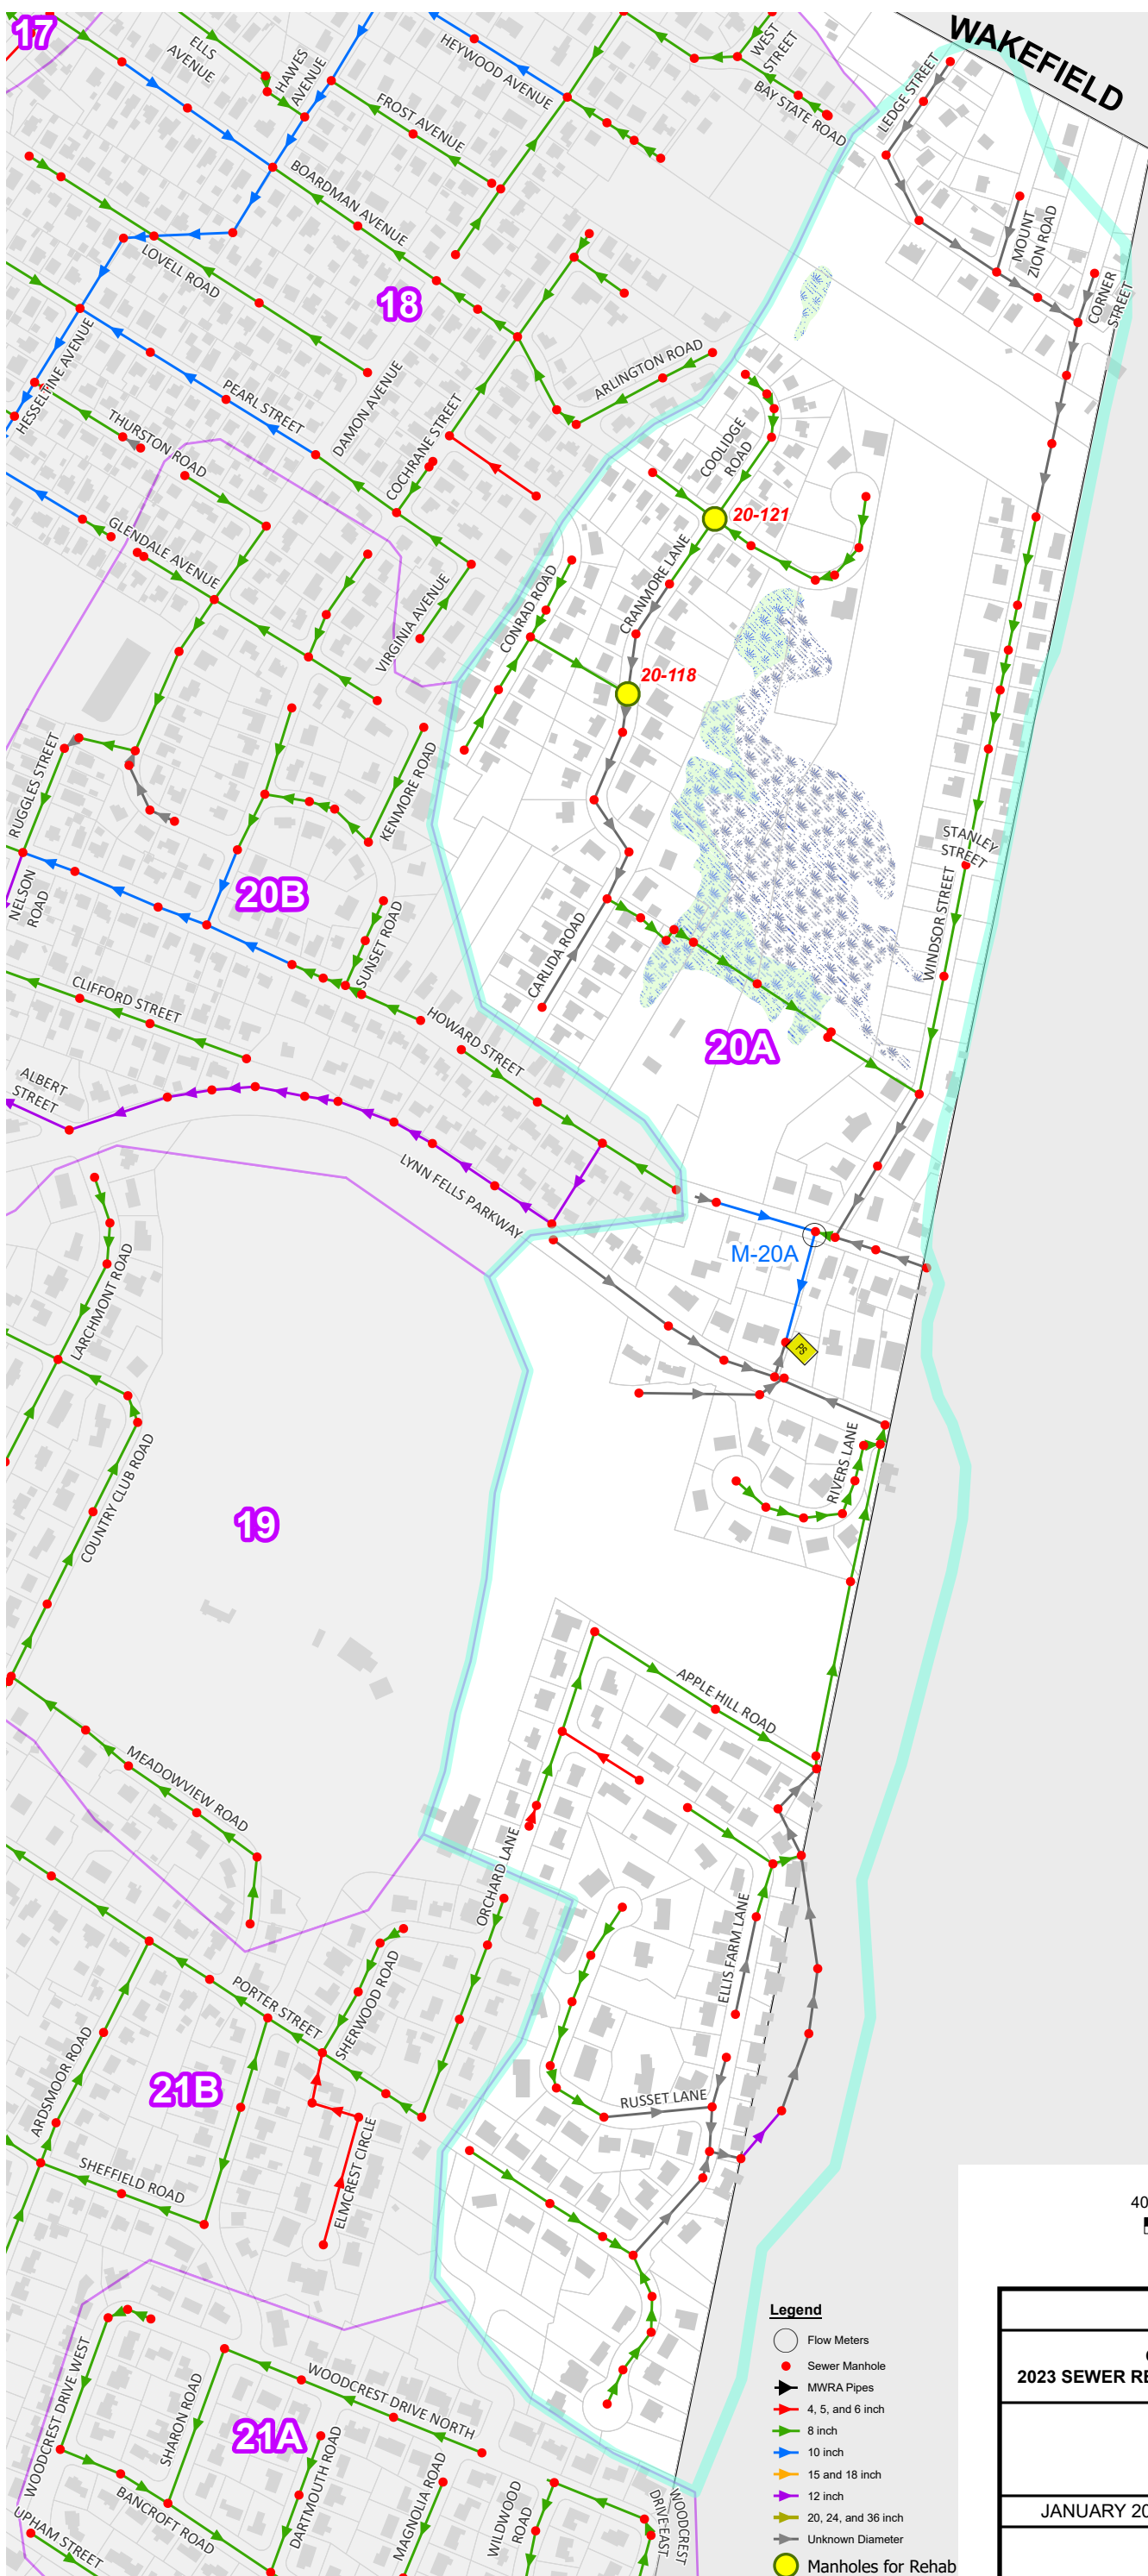 17
ELLS
AVENUE
HAWES
AVENUE
HEYWOOD AVENUE
WEST
STREET
BAY STATE ROAD
WAKEFIELD
LEDGE STREET
FROST AVENUE
BOARDMAN AVENUE
MOUNT
ZION ROAD
CORNER
STREET
LOVELL ROAD
18
HESSELTINE AVENUE
PEARL STREET
DAMON AVENUE
ARLINGTON ROAD
THURSTON ROAD
COCHRANE STREET
COOLIDGE
ROAD
20-121
GLENDALE AVENUE
VIRGINIA AVENUE
CONRAD ROAD
CRANMORE LANE
20-118
RUGGLES STREET
KENMORE ROAD
STANLEY
STREET
NELSON
ROAD
20B
SUNSET ROAD
CARLIDA ROAD
WINDSOR STREET
CLIFFORD STREET
HOWARD STREET
20A
ALBERT
STREET
LYNN FELLS PARKWAY
M-20A
LARCHMONT ROAD
PS
COUNTRY CLUB ROAD
RIVERS LANE
19
APPLE HILL ROAD
MEADOWVIEW ROAD
ORCHARD LANE
ELLIS FARM LANE
PORTER STREET
SHERWOOD ROAD
ARDSMOOR ROAD
21B
RUSSET LANE
SHEFFIELD ROAD
ELMCREST CIRCLE
40
WOODCREST DRIVE WEST
SHARON ROAD
WOODCREST DRIVE NORTH
21A
BANCROFT ROAD
DARTMOUTH ROAD
MAGNOLIA ROAD
WILDWOOD
ROAD
WOODCREST
DRIVE EAST
UPHAM STREET
Legend
Flow Meters
Sewer Manhole
MWRA Pipes
4, 5, and 6 inch
8 inch
10 inch
15 and 18 inch
12 inch
20, 24, and 36 inch
Unknown Diameter
Manholes for Rehab
2023 SEWER RE
JANUARY 20